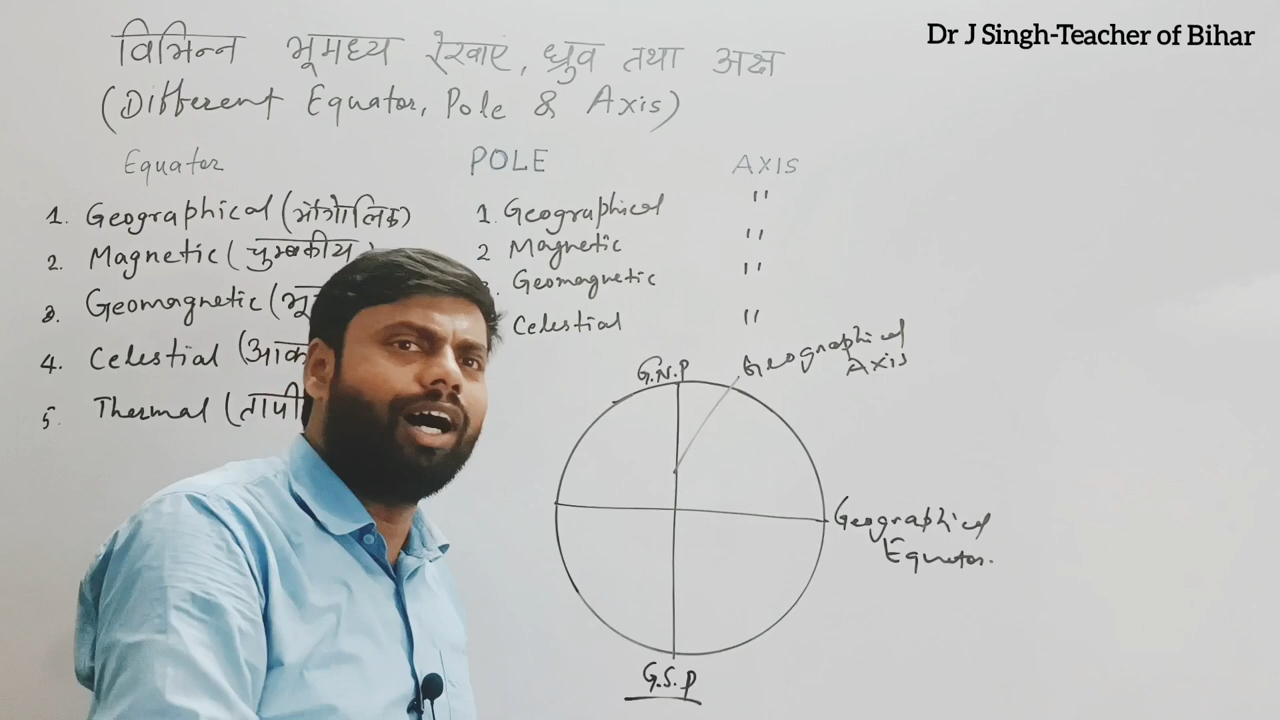 Dr J Singh-Teacher of Bihar
विभिन्न भूमध्य रेखाएं, ध्रुव तथा अक्ष
(Different Equator, Pole & Axis)
Equator
1. Geographical (भौगोलिक)
2. Magnetic (चुम्बकीय)
3. Geomagnetic (
4. Celestial (
5. Thermal (
POLE
1. Geographical
2 Magnetic
Geomagnetic
Celestial
AXIS
"
"
"
"
G.N.P
Geographical
Axis
Geographical
Equator.
G.S.P